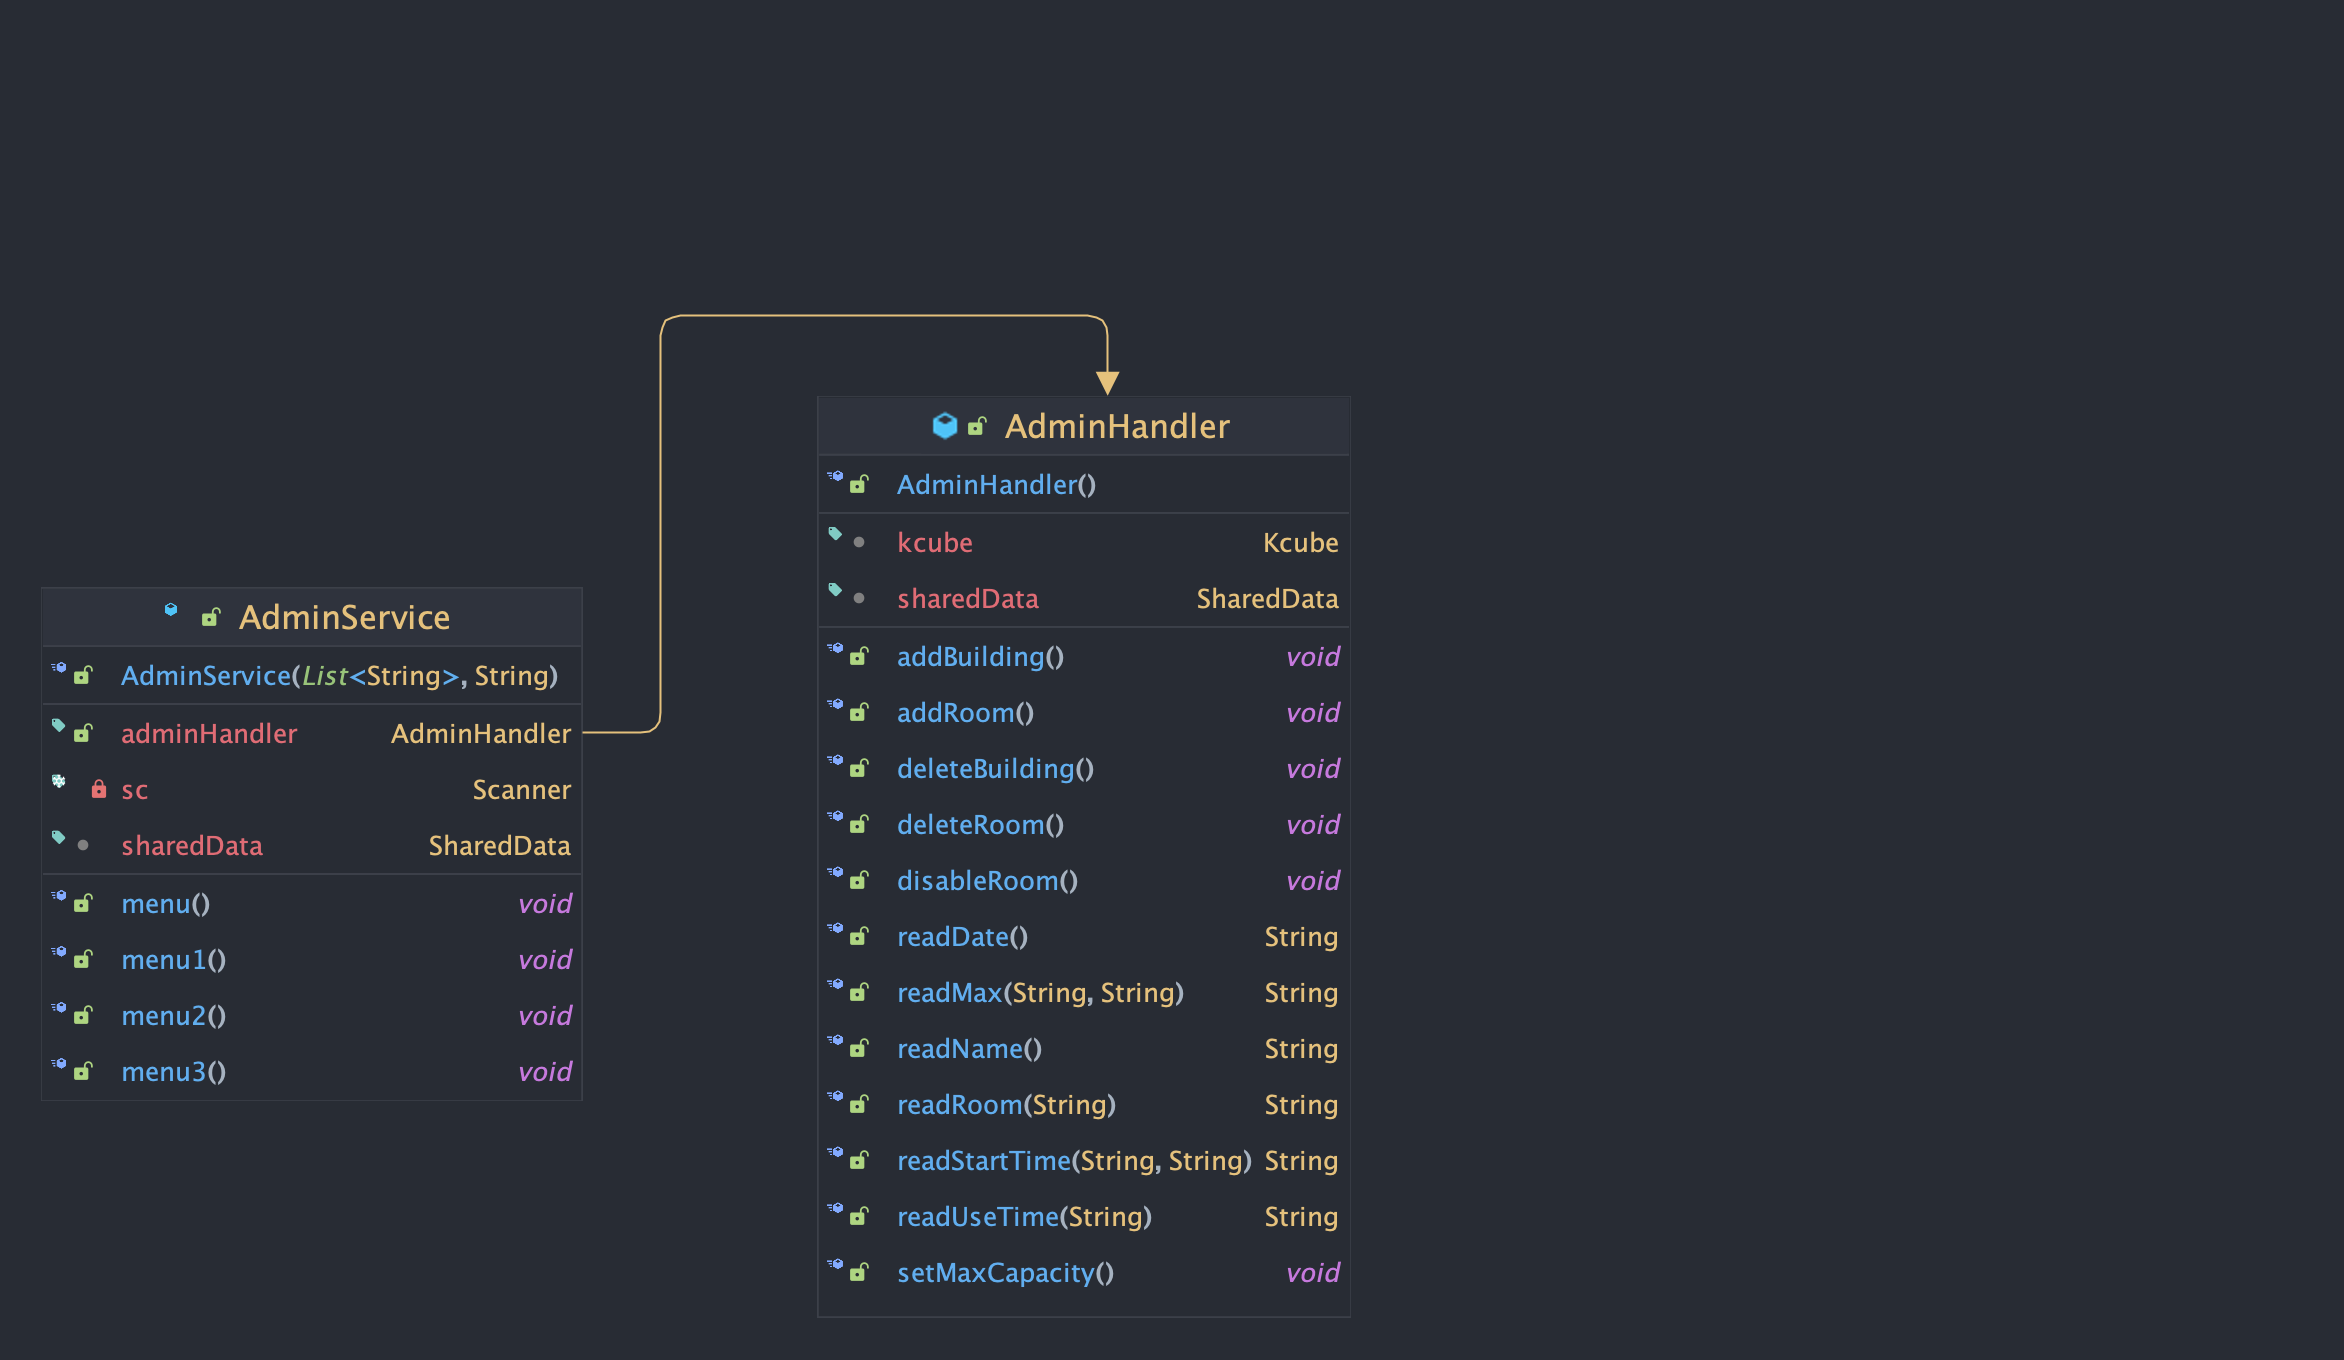 AdminService
AdminService(List<String>, String)
adminHandler AdminHandler
sc Scanner
sharedData SharedData
menu() void
menu1() void
menu2() void
menu3() void
AdminHandler
AdminHandler()
kcube Kcube
sharedData SharedData
addBuilding() void
addRoom() void
deleteBuilding() void
deleteRoom() void
disableRoom() void
readDate() String
readMax(String, String) String
readName() String
readRoom(String) String
readStartTime(String, String) String
readUseTime(String) String
setMaxCapacity() void